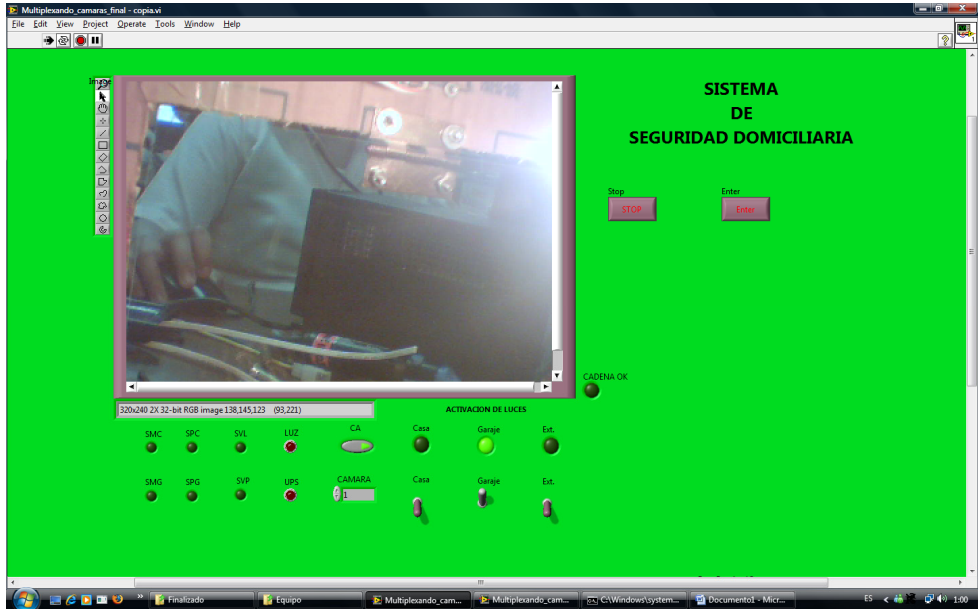 Multiplexando_camaras_final - copia.vi
File Edit View Project Operate Tools Window Help
Image
SISTEMA
DE
SEGURIDAD DOMICILIARIA
Stop
Enter
STOP
Enter
CADENA OK
320x240 2X 32-bit RGB image 138,145,123 (93,221)
ACTIVACION DE LUCES
SMC
SPC
SVL
LUZ
CA
Casa
Garaje
Ext.
SMG
SPG
SVP
UPS
CAMARA
Casa
Garaje
Ext.
1
Finalizado
Equipo
Multiplexando_cam...
Multiplexando_cam...
C:\Windows\system...
Documento1 - Micr...
ES
1:00